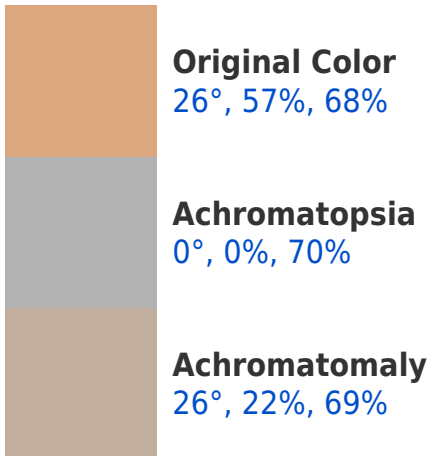 Original Color
26°, 57%, 68%
Achromatopsia
0°, 0%, 70%
Achromatomaly
26°, 22%, 69%